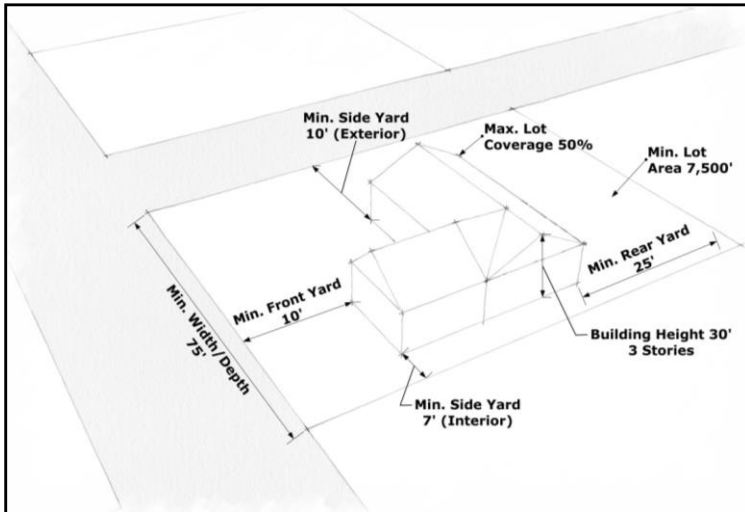 Min. Side Yard
10' (Exterior)
Max. Lot
Coverage 50%
Min. Lot
Area 7,500'
Min. Rear Yard
25'
Min. Front Yard
10'
Min. Width/Depth
75'
Building Height 30'
3 Stories
Min. Side Yard
7' (Interior)